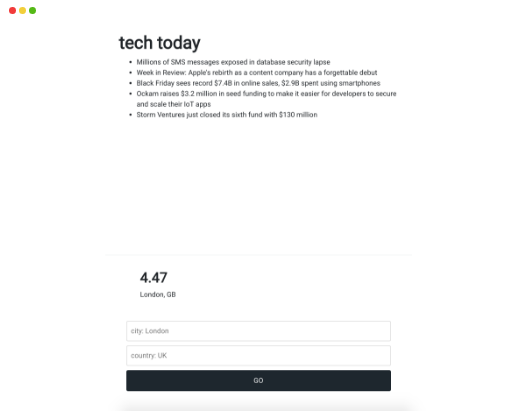 tech today
Millions of SMS messages exposed in database security lapse
Week in Review: Apple's rebirth as a content company has a forgettable debut
Black Friday sees record $7.4B in online sales, $2.9B spent using smartphones
Ockam raises $3.2 million in seed funding to make it easier for developers to secure
and scale their IoT apps
Storm Ventures just closed its sixth fund with $130 million
4.47
London, GB
city: London
country: UK
GO